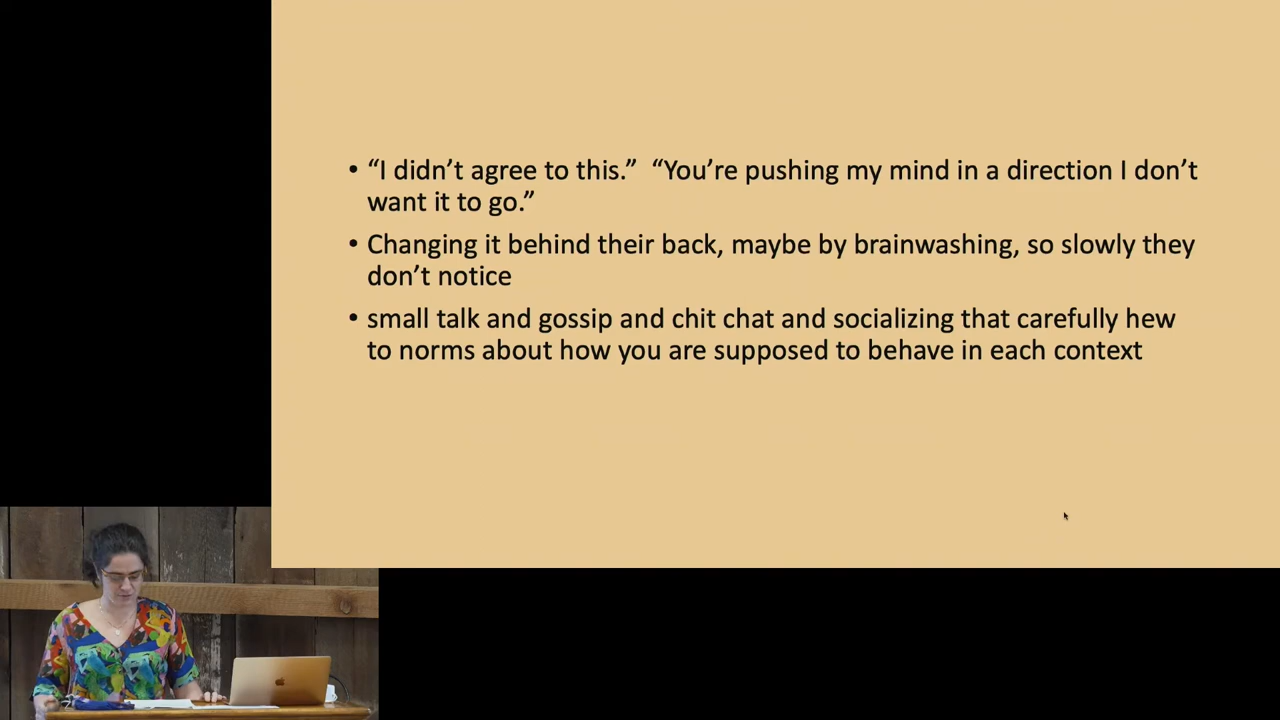 • “I didn’t agree to this.”  “You’re pushing my mind in a direction I don’t
want it to go.”
• Changing it behind their back, maybe by brainwashing, so slowly they
don’t notice
• small talk and gossip and chit chat and socializing that carefully hew
to norms about how you are supposed to behave in each context